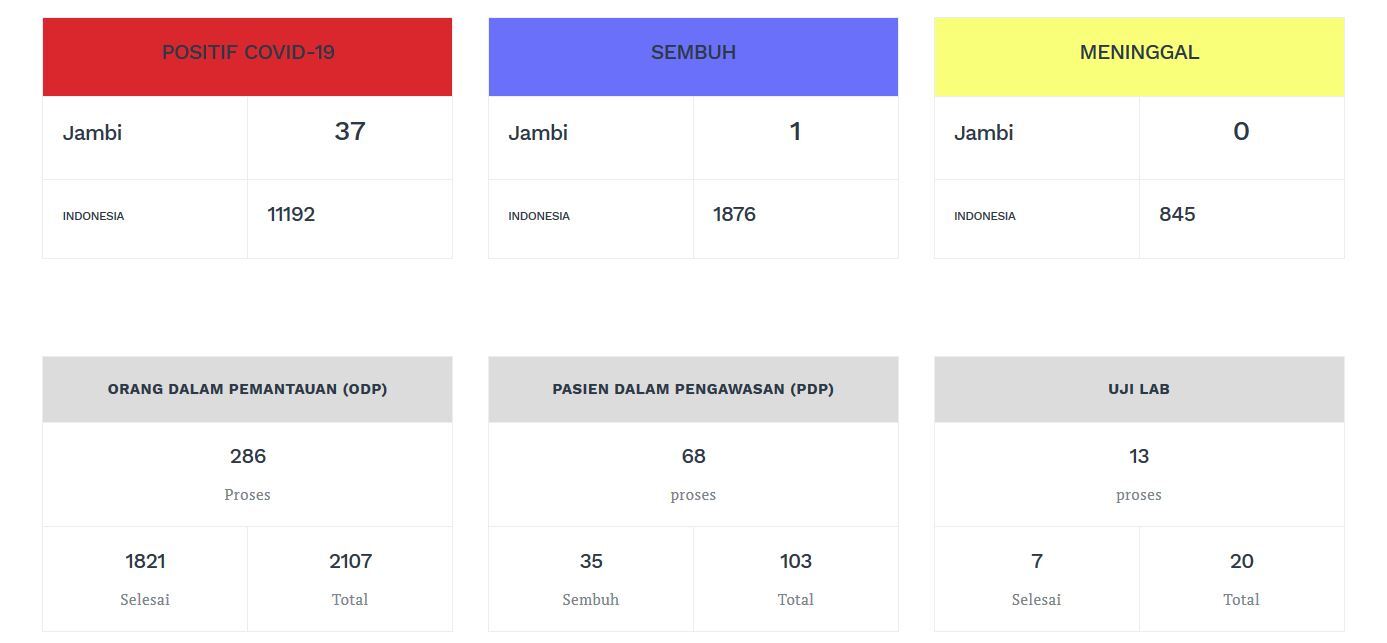 POSITIF COVID-19
Jambi 37
INDONESIA 11192
SEMBUH
Jambi 1
INDONESIA 1876
MENINGGAL
Jambi 0
INDONESIA 845
ORANG DALAM PEMANTAUAN (ODP)
286
Proses
1821 2107
Selesai Total
PASIEN DALAM PENGAWASAN (PDP)
68
proses
35 103
Sembuh Total
UJI LAB
13
proses
7 20
Selesai Total